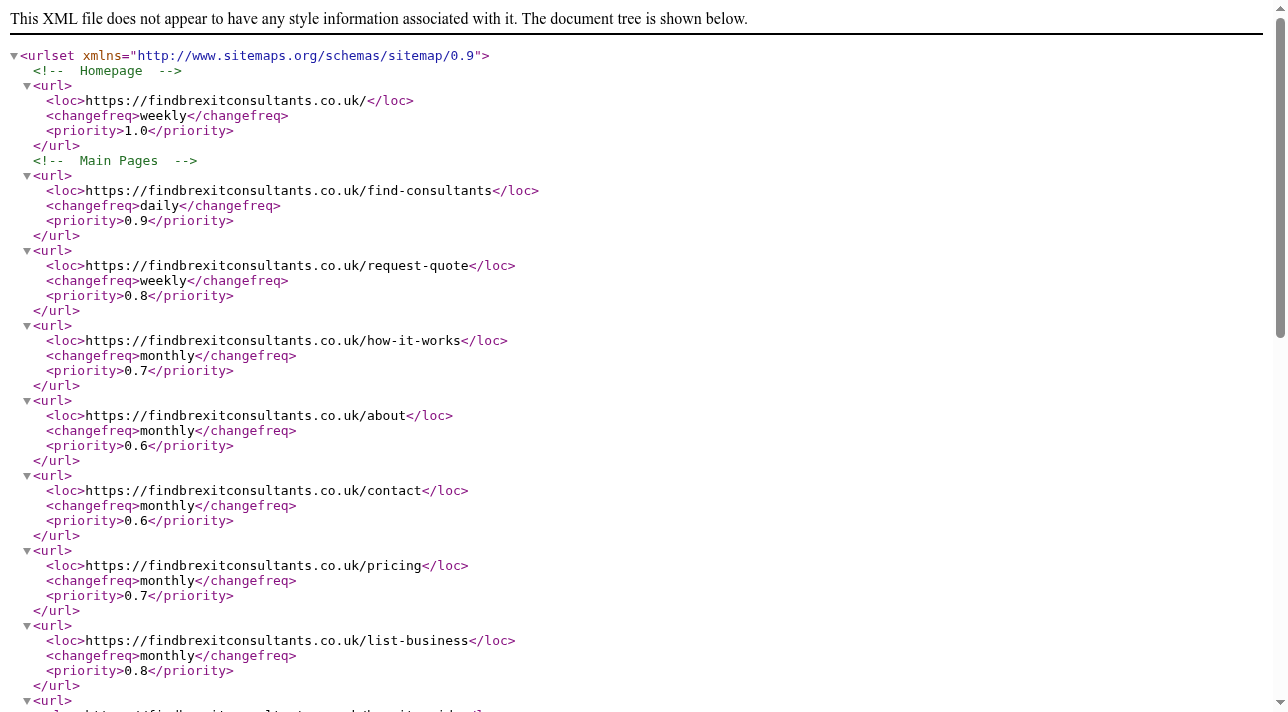 This XML file does not appear to have any style information associated with it. The document tree is shown below.
<urlset xmlns="http://www.sitemaps.org/schemas/sitemap/0.9">
<!-- Homepage -->
<url>
<loc>https://findbrexitconsultants.co.uk/</loc>
<changefreq>weekly</changefreq>
<priority>1.0</priority>
</url>
<!-- Main Pages -->
<url>
<loc>https://findbrexitconsultants.co.uk/find-consultants</loc>
<changefreq>daily</changefreq>
<priority>0.9</priority>
</url>
<url>
<loc>https://findbrexitconsultants.co.uk/request-quote</loc>
<changefreq>weekly</changefreq>
<priority>0.8</priority>
</url>
<url>
<loc>https://findbrexitconsultants.co.uk/how-it-works</loc>
<changefreq>monthly</changefreq>
<priority>0.7</priority>
</url>
<url>
<loc>https://findbrexitconsultants.co.uk/about</loc>
<changefreq>monthly</changefreq>
<priority>0.6</priority>
</url>
<url>
<loc>https://findbrexitconsultants.co.uk/contact</loc>
<changefreq>monthly</changefreq>
<priority>0.6</priority>
</url>
<url>
<loc>https://findbrexitconsultants.co.uk/pricing</loc>
<changefreq>monthly</changefreq>
<priority>0.7</priority>
</url>
<url>
<loc>https://findbrexitconsultants.co.uk/list-business</loc>
<changefreq>monthly</changefreq>
<priority>0.8</priority>
</url>
<url>